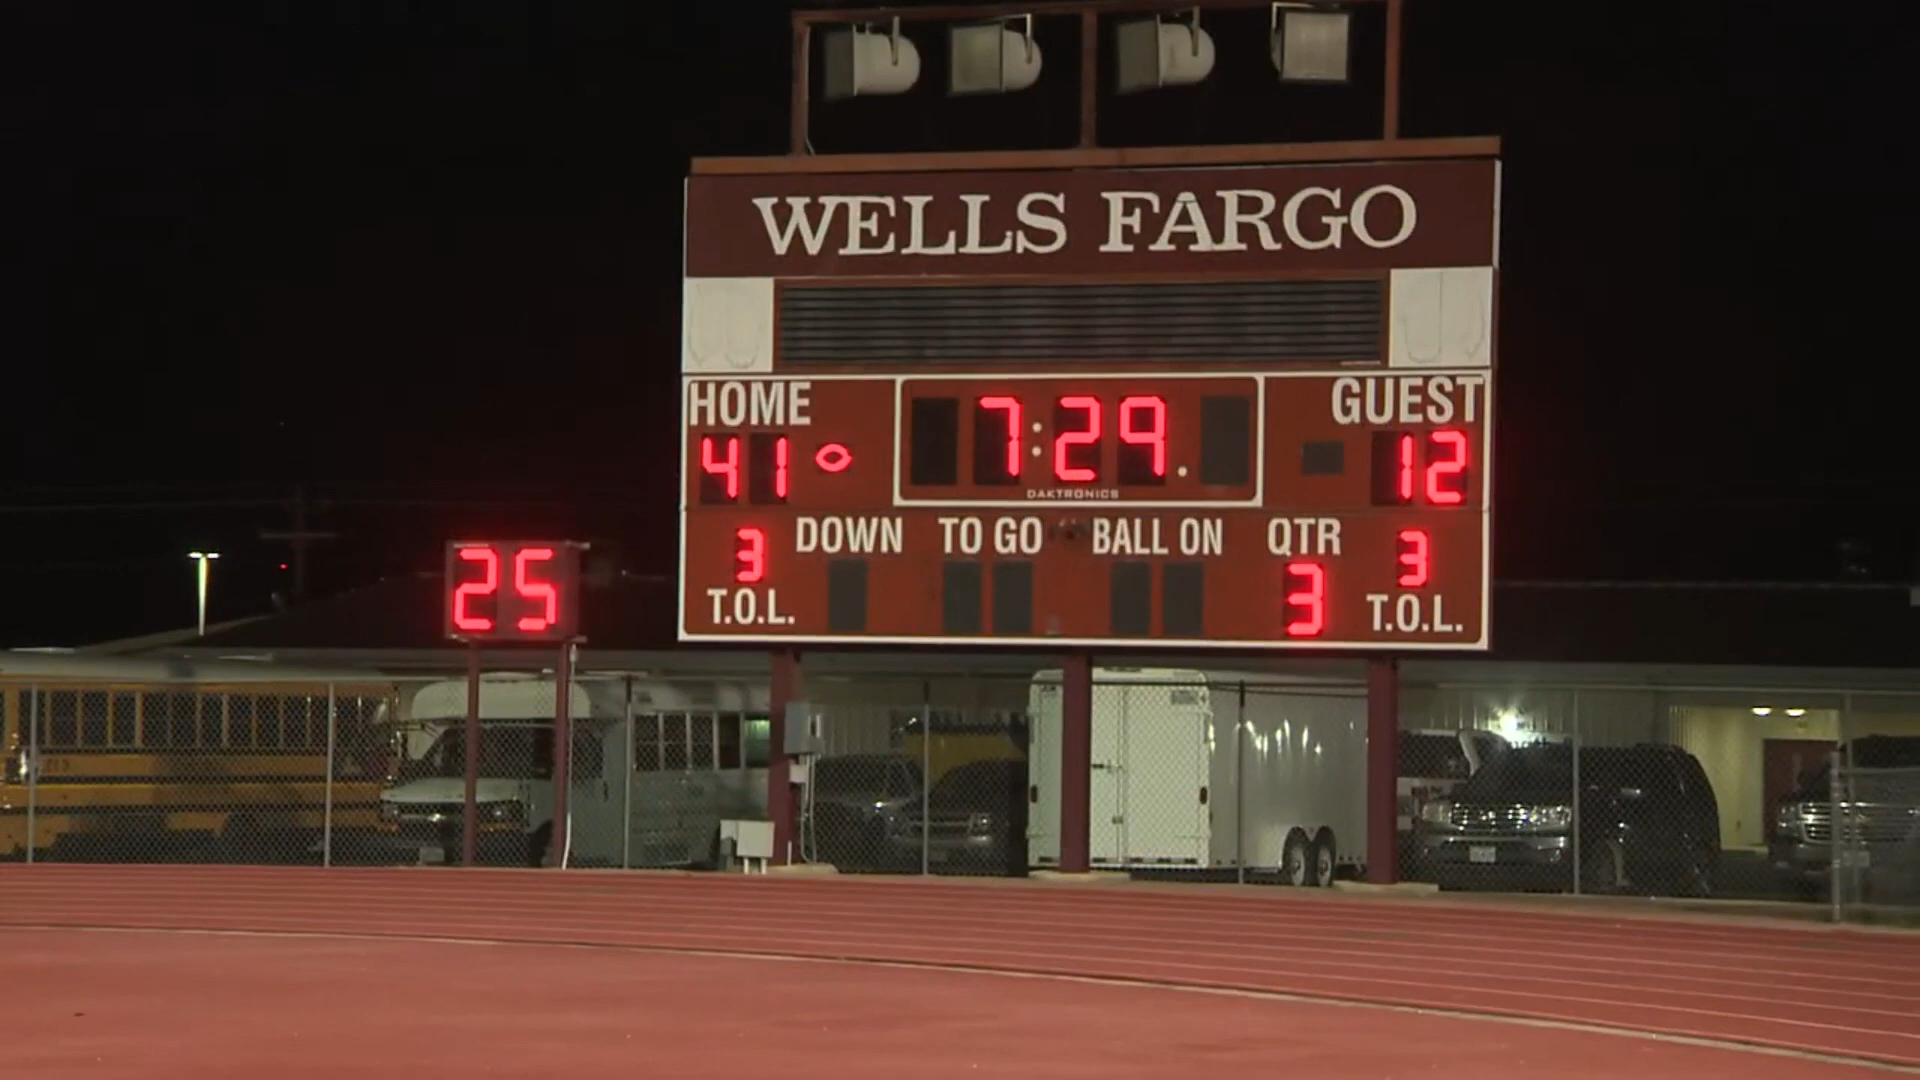 WELLS FARGO
HOME 7:29. GUEST
41 12
DAKTRONICS
3 DOWN TO GO BALL ON QTR 3
T.O.L. 3 T.O.L.
25